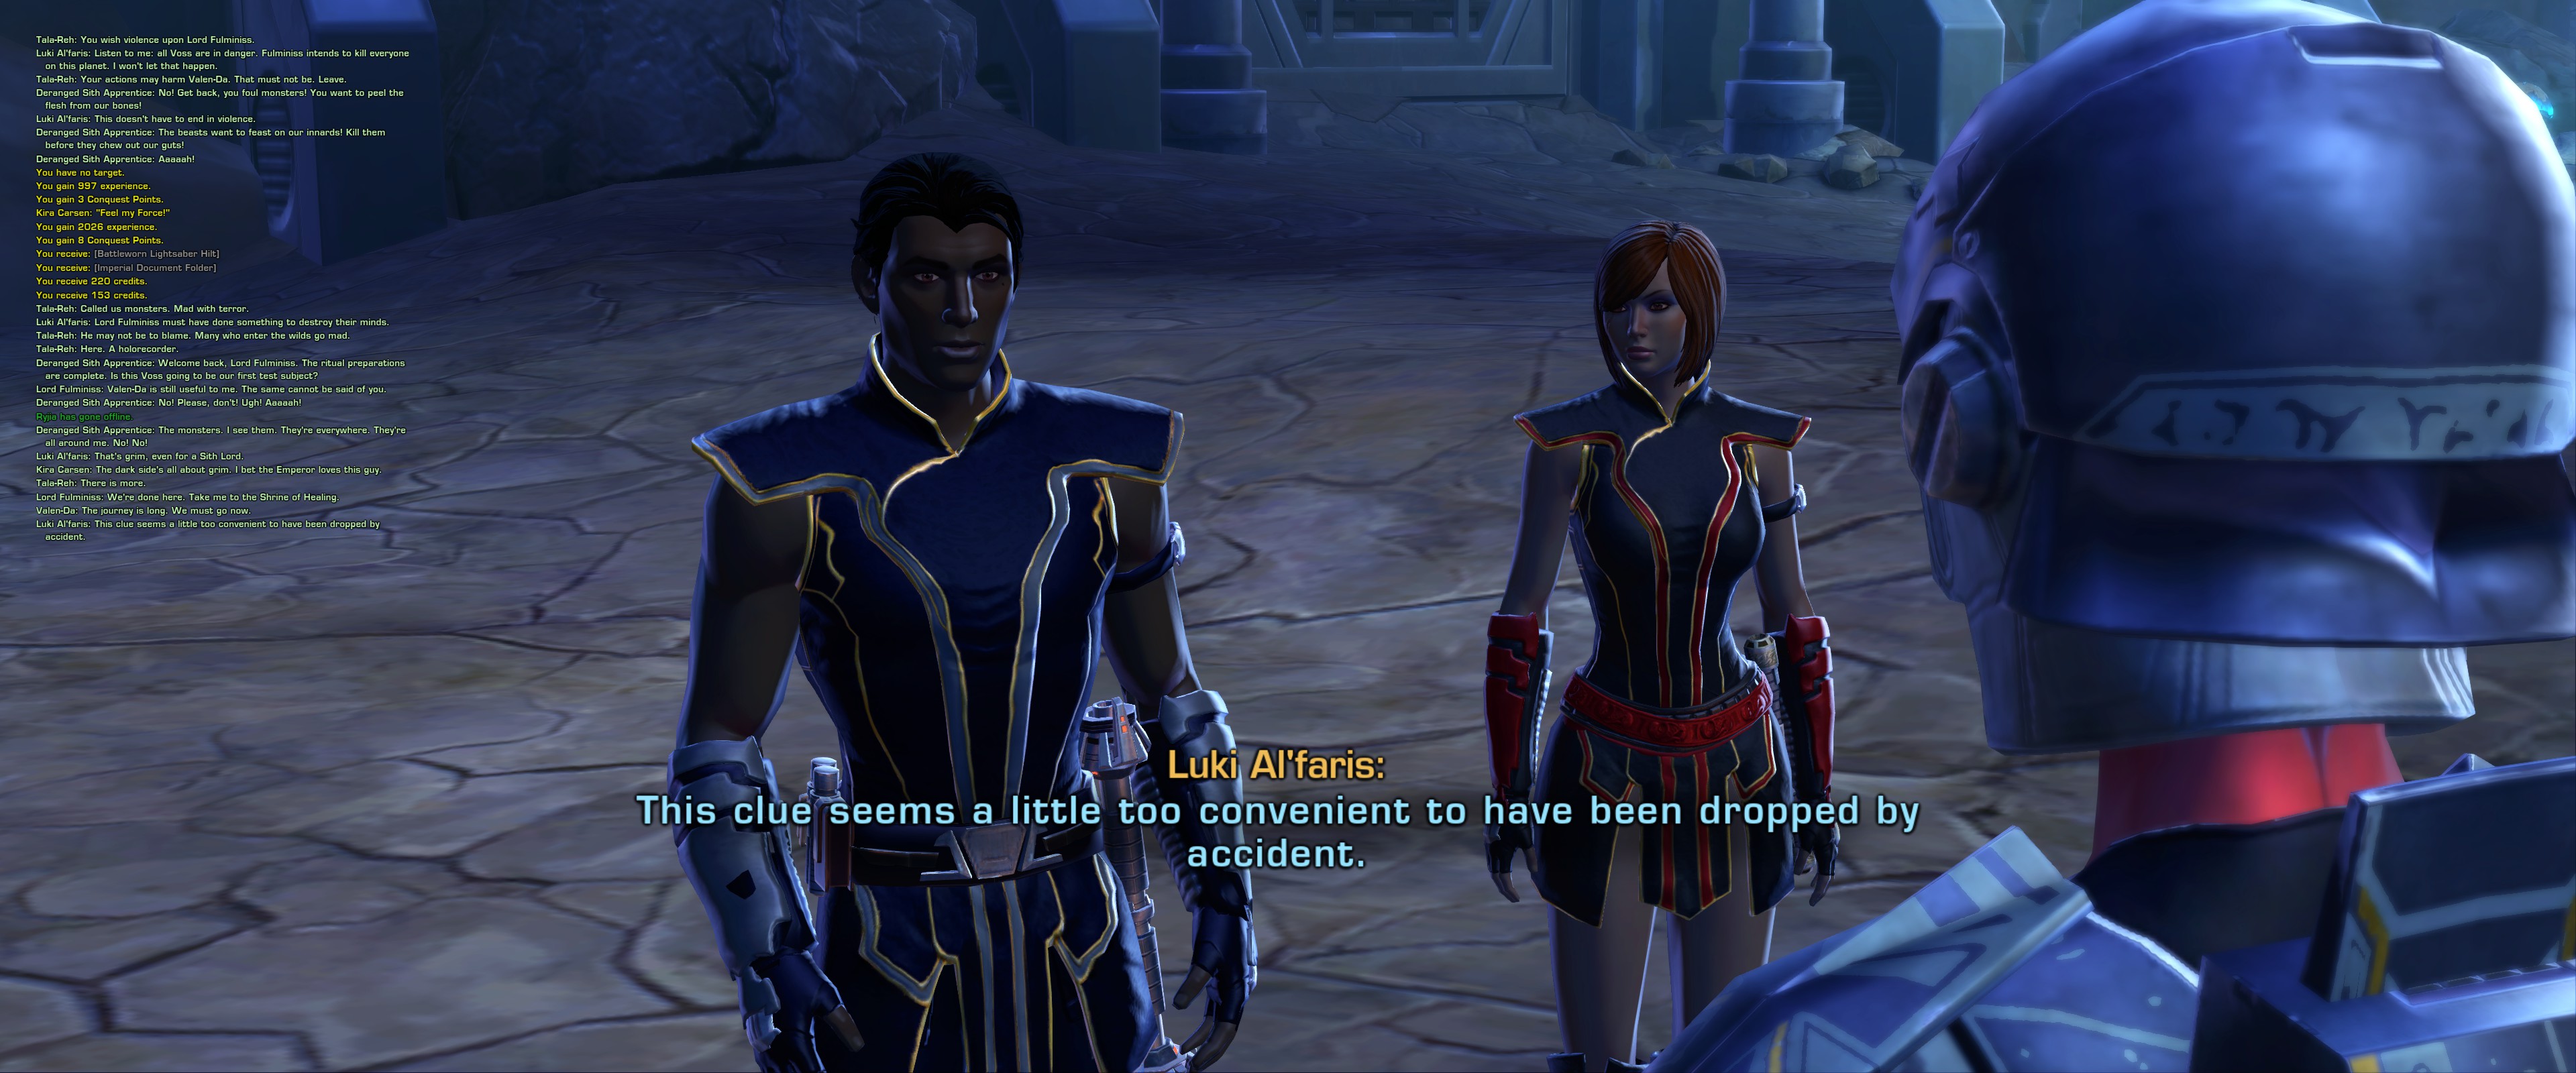 Tala-Reh: You wish violence upon Lord Fulminiss.
Luki Al'faris: Listen to me: all Voss are in danger. Fulminiss intends to kill everyone
on this planet. I won't let that happen.
Tala-Reh: Your actions may harm Valen-Da. That must not be. Leave.
Deranged Sith Apprentice: No! Get back, you foul monsters! You want to peel the
flesh from our bones!
Luki Al'faris: This doesn't have to end in violence.
Deranged Sith Apprentice: The beasts want to feast on our innards! Kill them
before they chew out our guts!
Deranged Sith Apprentice: Aaaaah!
You have no target.
You gain 997 experience.
You gain 3 Conquest Points.
Kira Carsen: "Feel my Force!"
You gain 2026 experience.
You gain 8 Conquest Points.
You receive: [Battleworn Lightsaber Hilt]
You receive: [Imperial Document Folder]
You receive 220 credits.
You receive 153 credits.
Tala-Reh: Called us monsters. Mad with terror.
Luki Al'faris: Lord Fulminiss must have done something to destroy their minds.
Tala-Reh: He may not be to blame. Many who enter the wilds go mad.
Tala-Reh: Here. A holorecorder.
Deranged Sith Apprentice: Welcome back, Lord Fulminiss. The ritual preparations
are complete. Is this Voss going to be our first test subject?
Lord Fulminiss: Valen-Da is still useful to me. The same cannot be said of you.
Deranged Sith Apprentice: No! Please, don't! Ugh! Aaaaah!
Ryjia has gone offline.
Deranged Sith Apprentice: The monsters. I see them. They're everywhere. They're
all around me. No! No!
Luki Al'faris: That's grim, even for a Sith Lord.
Kira Carsen: The dark side's all about grim. I bet the Emperor loves this guy.
Tala-Reh: There is more.
Lord Fulminiss: We're done here. Take me to the Shrine of Healing.
Valen-Da: The journey is long. We must go now.
Luki Al'faris: This clue seems a little too convenient to have been dropped by
accident.
Luki Al'faris:
This clue seems a little too convenient to have been dropped by
accident.